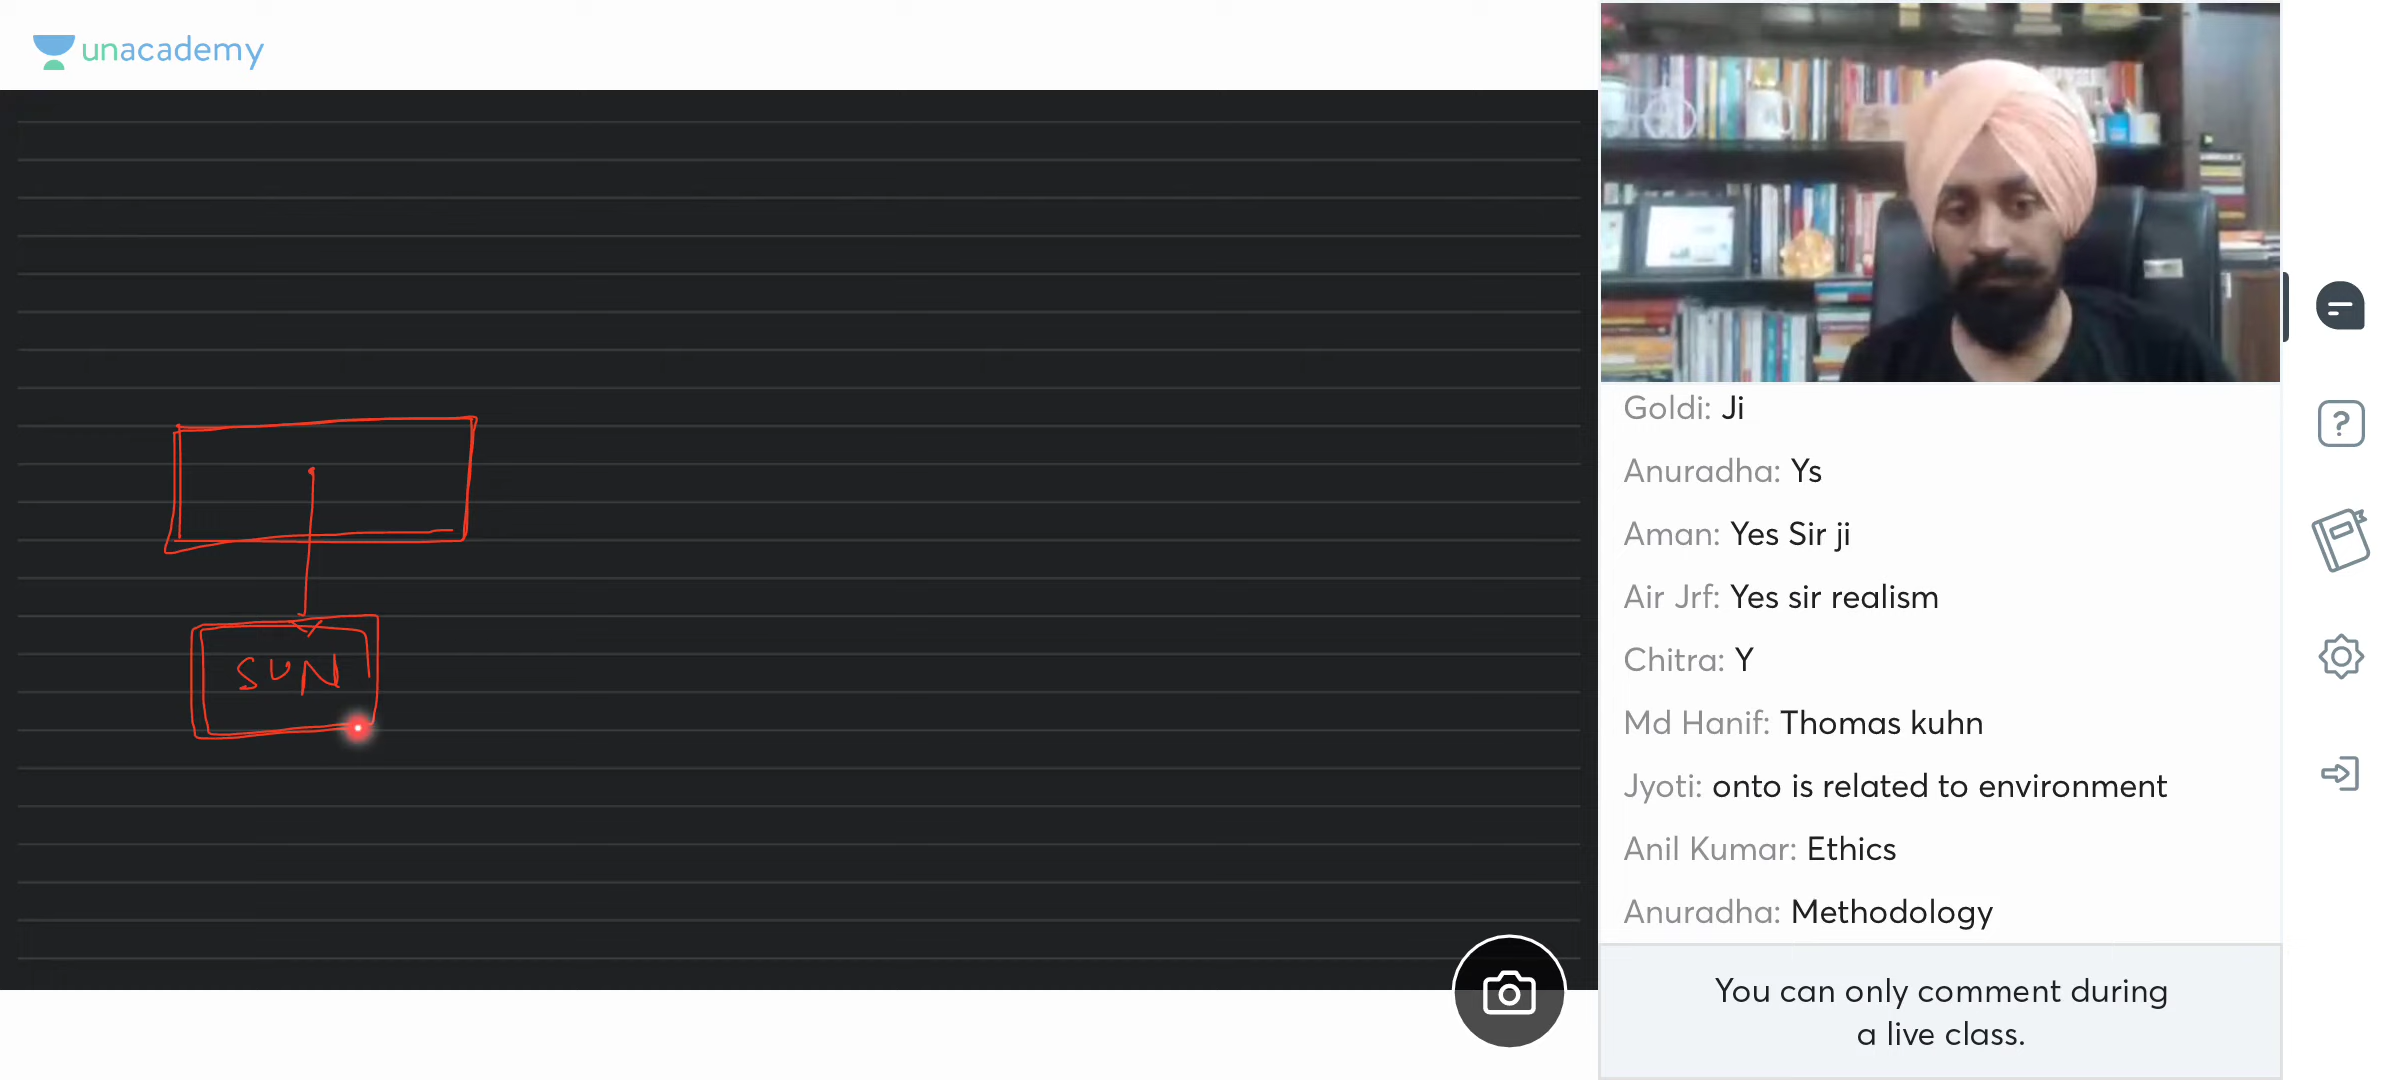 unacademy
SUN
Goldi: Ji
Anuradha: Ys
Aman: Yes Sir ji
Air Jrf: Yes sir realism
Chitra: Y
Md Hanif: Thomas kuhn
Jyoti: onto is related to environment
Anil Kumar: Ethics
Anuradha: Methodology
You can only comment during
a live class.
?